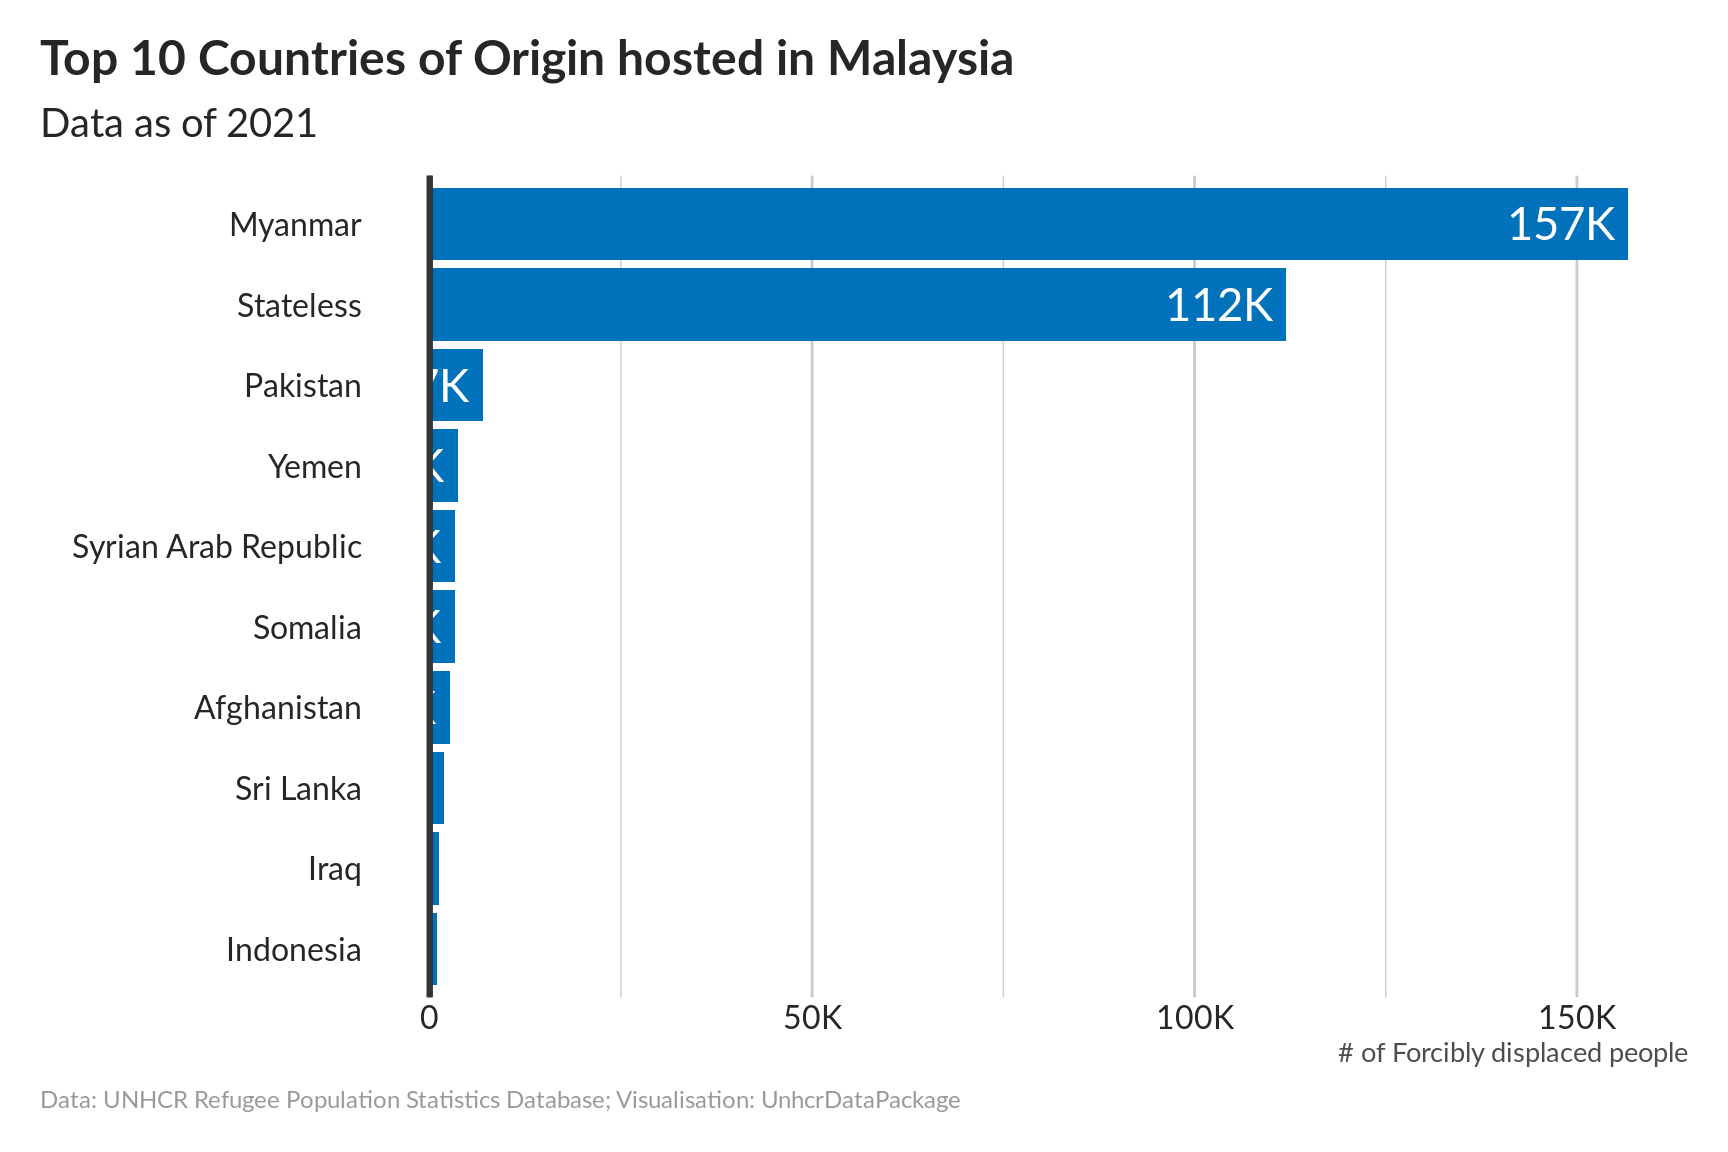 Top 10 Countries of Origin hosted in Malaysia
Data as of 2021
Myanmar 157K
Stateless 112K
Pakistan 7K
Yemen K
Syrian Arab Republic K
Somalia K
Afghanistan
Sri Lanka
Iraq
Indonesia
0 50K 100K 150K
# of Forcibly displaced people
Data: UNHCR Refugee Population Statistics Database; Visualisation: UnhcrDataPackage